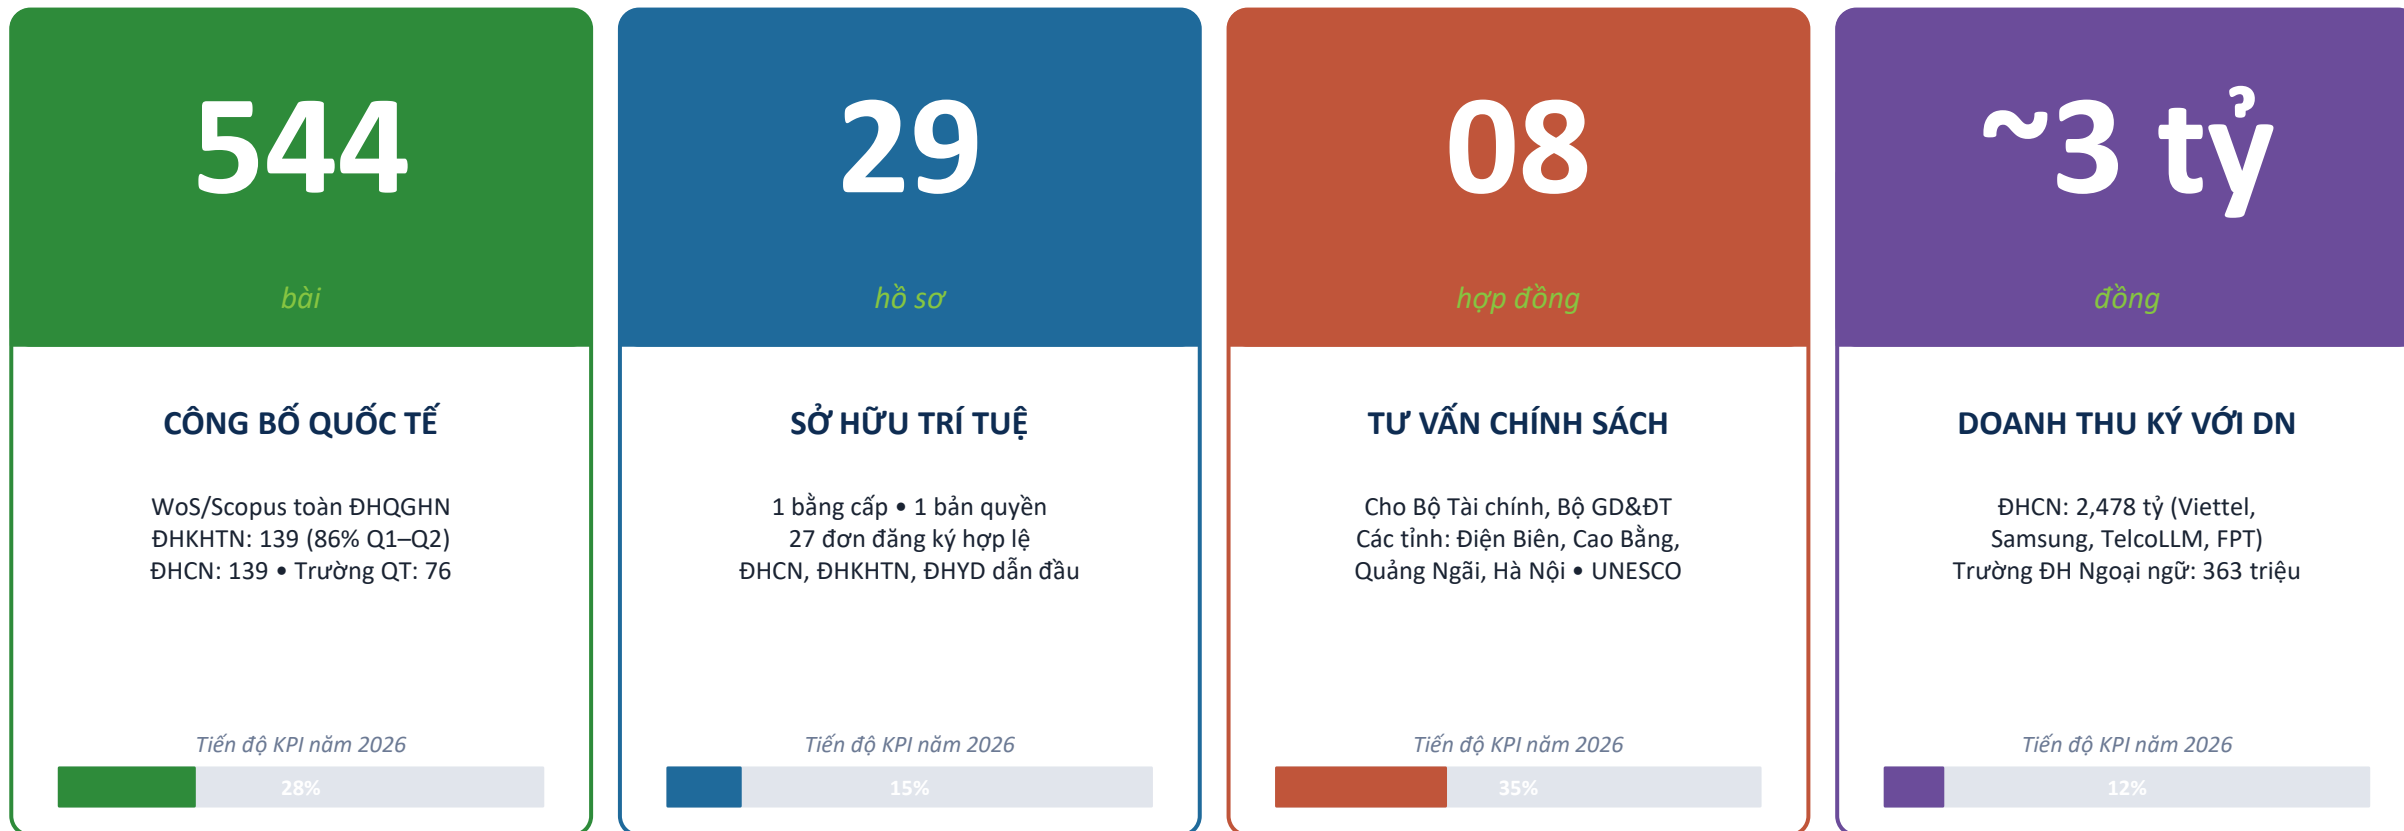 544
bài
CÔNG BỐ QUỐC TẾ
WoS/Scopus toàn ĐHQGHN
ĐHKHTN: 139 (86% Q1–Q2)
ĐHCN: 139 • Trường QT: 76
Tiến độ KPI năm 2026
28%
29
hồ sơ
SỞ HỮU TRÍ TUỆ
1 bằng cấp • 1 bản quyền
27 đơn đăng ký hợp lệ
ĐHCN, ĐHKHTN, ĐHYD dẫn đầu
Tiến độ KPI năm 2026
15%
08
hợp đồng
TƯ VẤN CHÍNH SÁCH
Cho Bộ Tài chính, Bộ GD&ĐT
Các tỉnh: Điện Biên, Cao Bằng,
Quảng Ngãi, Hà Nội • UNESCO
Tiến độ KPI năm 2026
35%
~3 tỷ
đồng
DOANH THU KÝ VỚI DN
ĐHCN: 2,478 tỷ (Viettel,
Samsung, TelcoLLM, FPT)
Trường ĐH Ngoại ngữ: 363 triệu
Tiến độ KPI năm 2026
12%